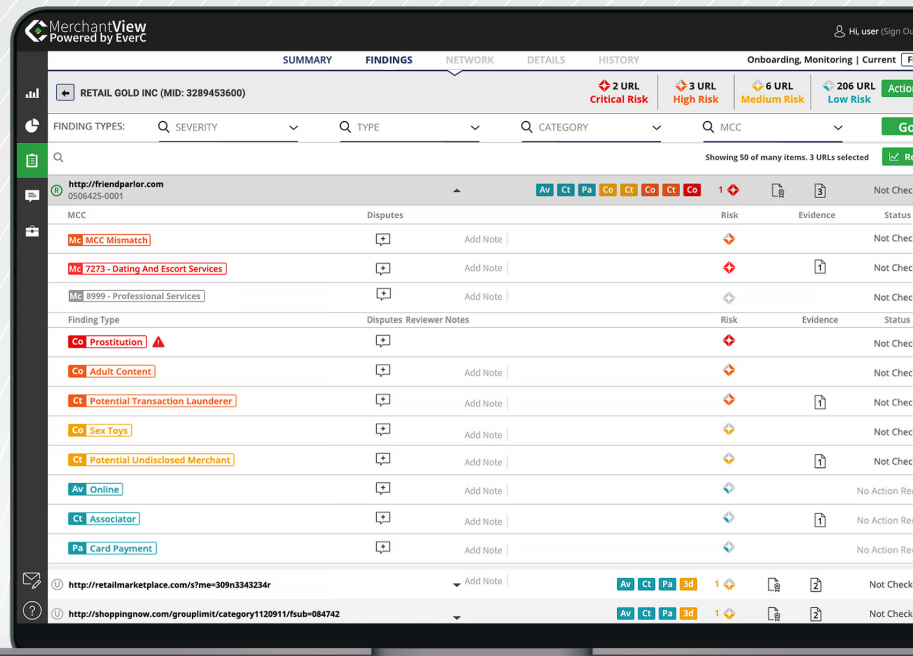 MerchantView
Powered by EverC
Hi, user (Sign Ou
SUMMARY FINDINGS NETWORK DETAILS HISTORY Onboarding, Monitoring | Current F
RETAIL GOLD INC (MID: 3289453600) 2 URL 3 URL 6 URL 206 URL Action
Critical Risk High Risk Medium Risk Low Risk
FINDING TYPES: SEVERITY TYPE CATEGORY MCC Go
Showing 50 of many items. 3 URLs selected Re
R http://friendparlor.com Av Ct Pa Co Ct Co Ct Co 1 3 Not Chec
0506425-0001
MCC Disputes Risk Evidence Status
Mc MCC Mismatch Add Note Not Chec
Mc 7273 - Dating And Escort Services Add Note 1 Not Chec
Mc 8999 - Professional Services Add Note Not Chec
Finding Type Disputes Reviewer Notes Risk Evidence Status
Co Prostitution Not Chec
Co Adult Content Add Note Not Chec
Ct Potential Transaction Launderer Add Note 1 Not Chec
Co Sex Toys Add Note Not Chec
Ct Potential Undisclosed Merchant Add Note 1 Not Chec
Av Online Add Note No Action Re
Ct Associator Add Note 1 No Action Re
Pa Card Payment Add Note No Action Re
U http://retailmarketplace.com/s?me=309n3343234r Add Note Av Ct Pa 3d 1 2 Not Check
U http://shoppingnow.com/grouplimit/category1120911/fsub=084742 Av Ct Pa 3d 1 2 Not Check